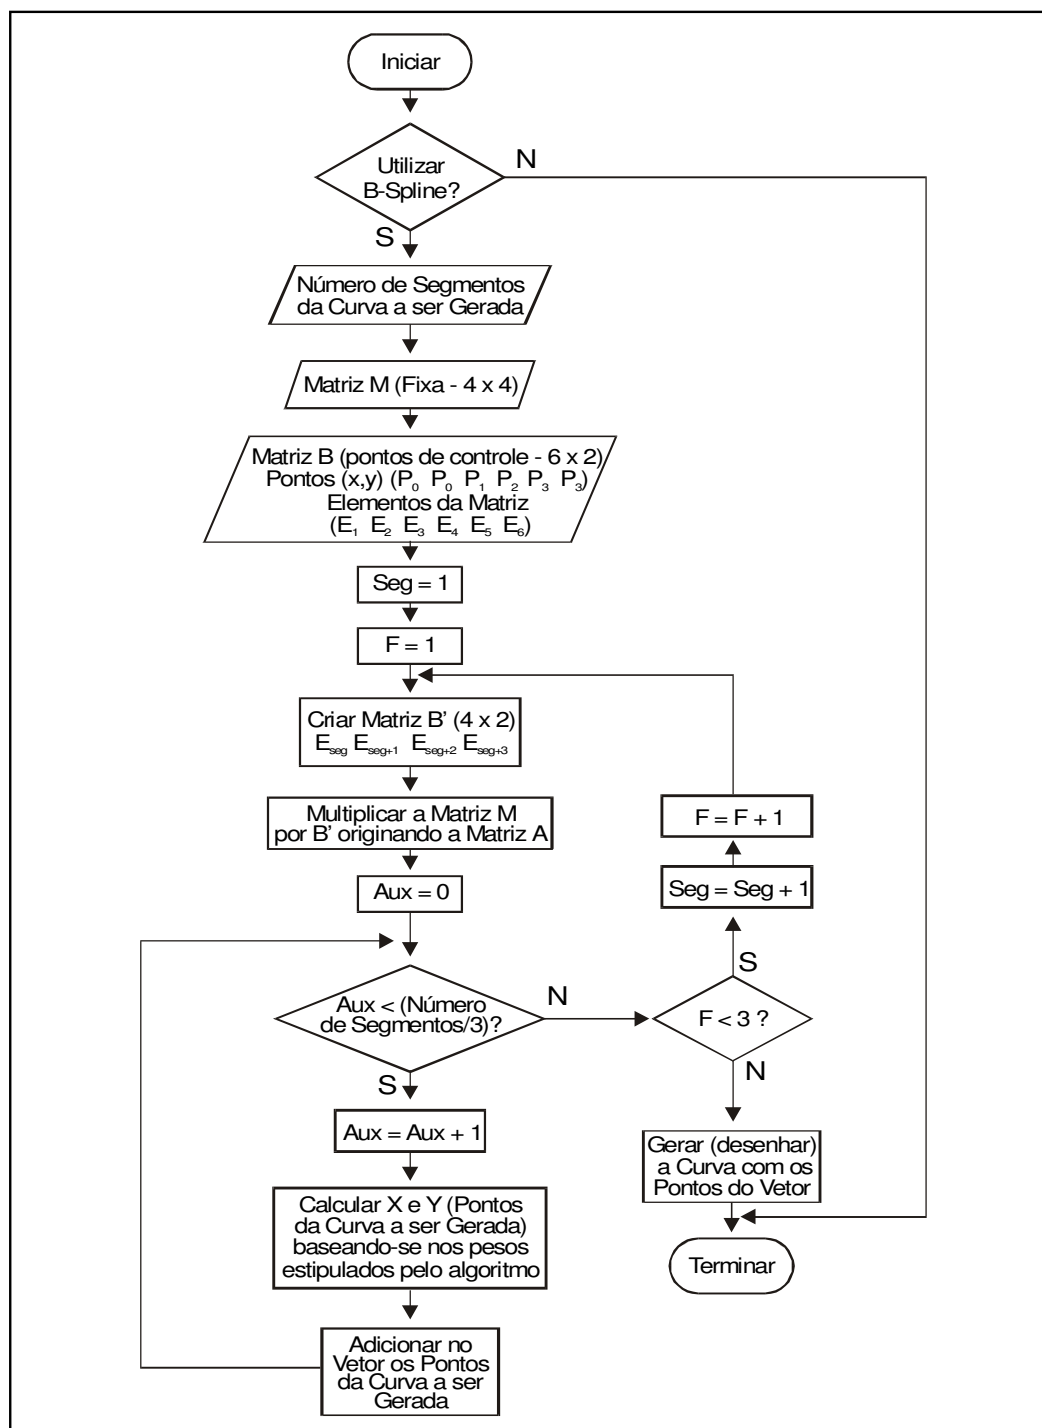 Iniciar
Utilizar
B-Spline?
N
S
Número de Segmentos
da Curva a ser Gerada
Matriz M (Fixa - 4 x 4)
Matriz B (pontos de controle - 6 x 2)
Pontos (x,y) (P₀ P₀ P₁ P₂ P₃ P₃)
Elementos da Matriz
(E₁ E₂ E₃ E₄ E₅ E₆)
Seg = 1
F = 1
Criar Matriz B’ (4 x 2)
E_seg E_seg+1 E_seg+2 E_seg+3
Multiplicar a Matriz M
por B’ originando a Matriz A
Aux = 0
F = F + 1
Seg = Seg + 1
S
Aux < (Número
de Segmentos/3)?
N
F < 3 ?
S
N
Aux = Aux + 1
Gerar (desenhar)
a Curva com os
Pontos do Vetor
Calcular X e Y (Pontos
da Curva a ser Gerada)
baseando-se nos pesos
estipulados pelo algoritmo
Terminar
Adicionar no
Vetor os Pontos
da Curva a ser
Gerada